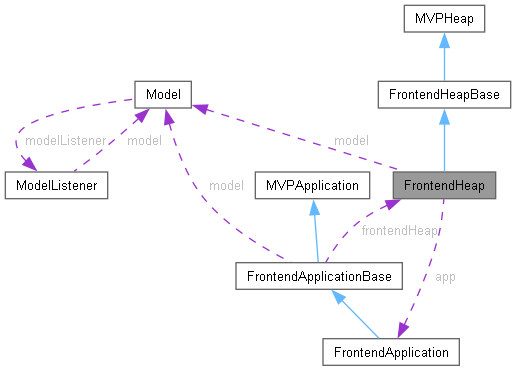 MVPHeap
Model
FrontendHeapBase
modelListener
model
model
ModelListener
MVPApplication
model
FrontendHeap
frontendHeap
FrontendApplicationBase
app
FrontendApplication